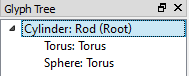 Glyph Tree
Cylinder: Rod (Root)
Torus: Torus
Sphere: Torus